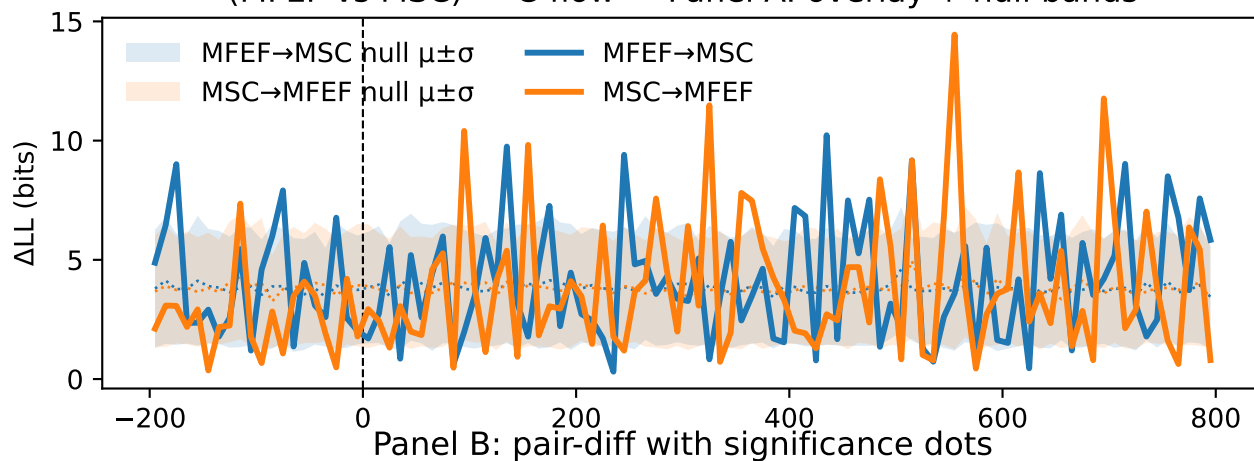 15
MFEF→MSC null μ±σ
MFEF→MSC
MSC→MFEF null μ±σ
MSC→MFEF
10
ΔLL (bits)
5
0
−200 0 200 400 600 800
Panel B: pair-diff with significance dots